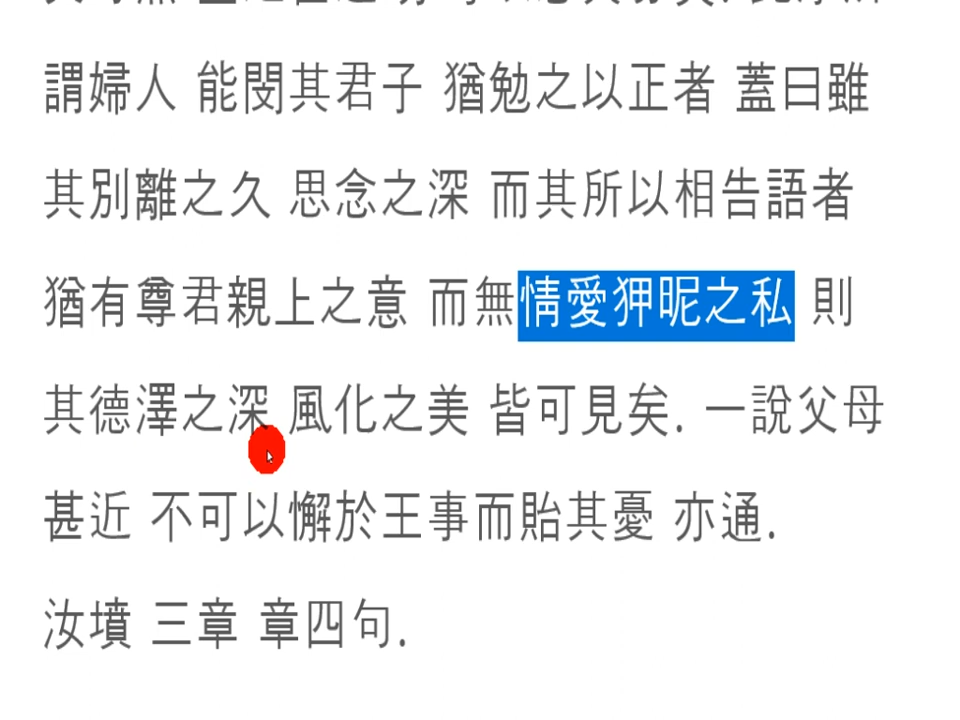 謂婦人 能閔其君子 猶勉之以正者 蓋曰雖
其別離之久 思念之深 而其所以相告語者
猶有尊君親上之意 而無情愛狎昵之私 則
其德澤之深 風化之美 皆可見矣. 一說父母
甚近 不可以懈於王事而貽其憂 亦通.
汝墳 三章 章四句.